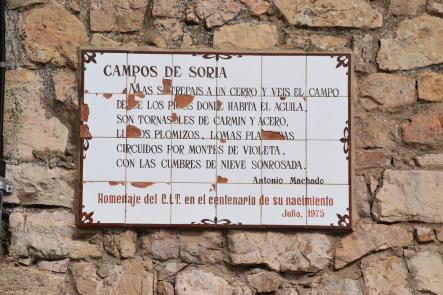 CAMPOS DE SORIA
MAS SI TREPAIS A UN CERRO Y VEIS EL CAMPO
DESDE LOS PICOS DONDE HABITA EL AGUILA,
SON TORNASOLES DE CARMIN Y ACERO,
LLANOS PLOMIZOS, LOMAS PLATEADAS
CIRCUIDOS POR MONTES DE VIOLETA,
CON LAS CUMBRES DE NIEVE SONROSADA.
Antonio Machado
Homenaje del C.I.T. en el centenario de su nacimiento
Julio, 1975